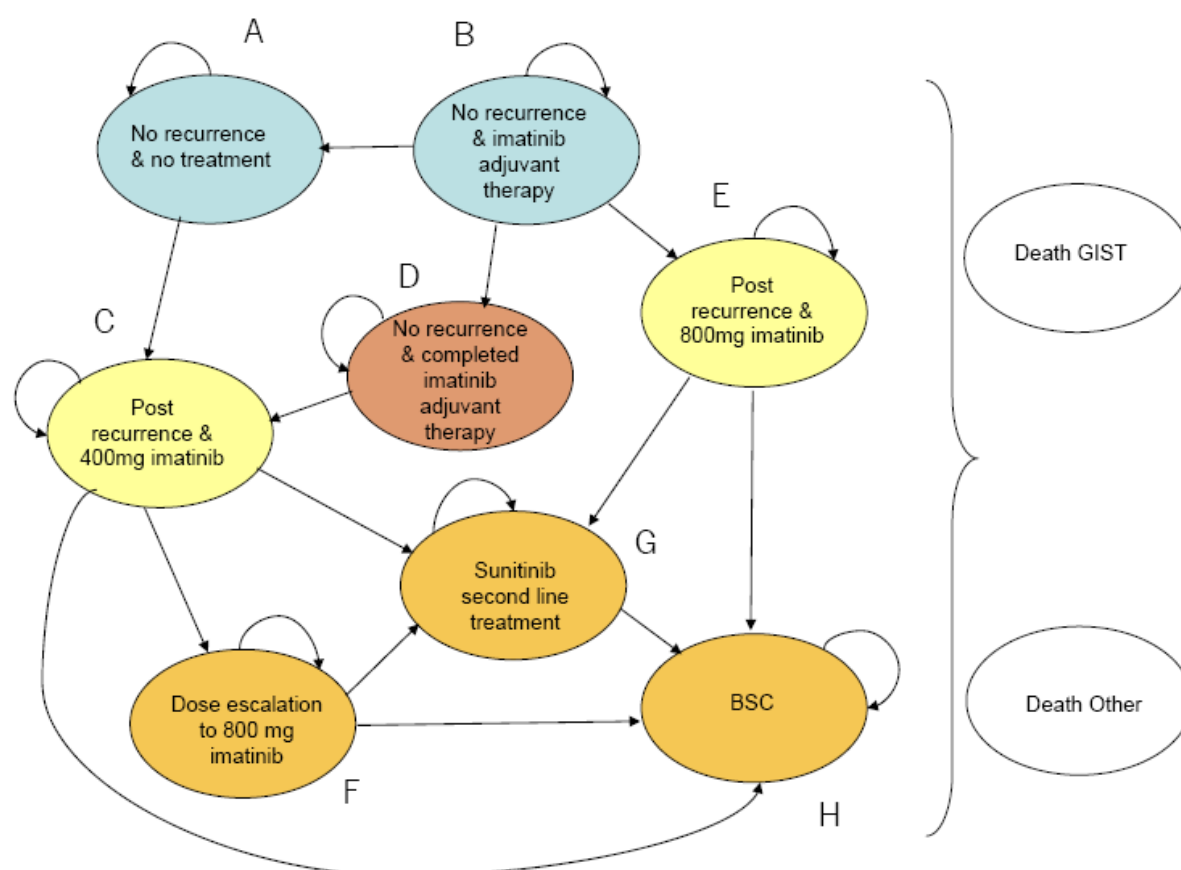 A
B
No recurrence
& no treatment
No recurrence
& imatinib
adjuvant
therapy
E
Death GIST
Post
recurrence &
800mg imatinib
D
C
No recurrence
& completed
imatinib
adjuvant
therapy
Post
recurrence &
400mg imatinib
G
Sunitinib
second line
treatment
Dose escalation
to 800 mg
imatinib
BSC
Death Other
F
H